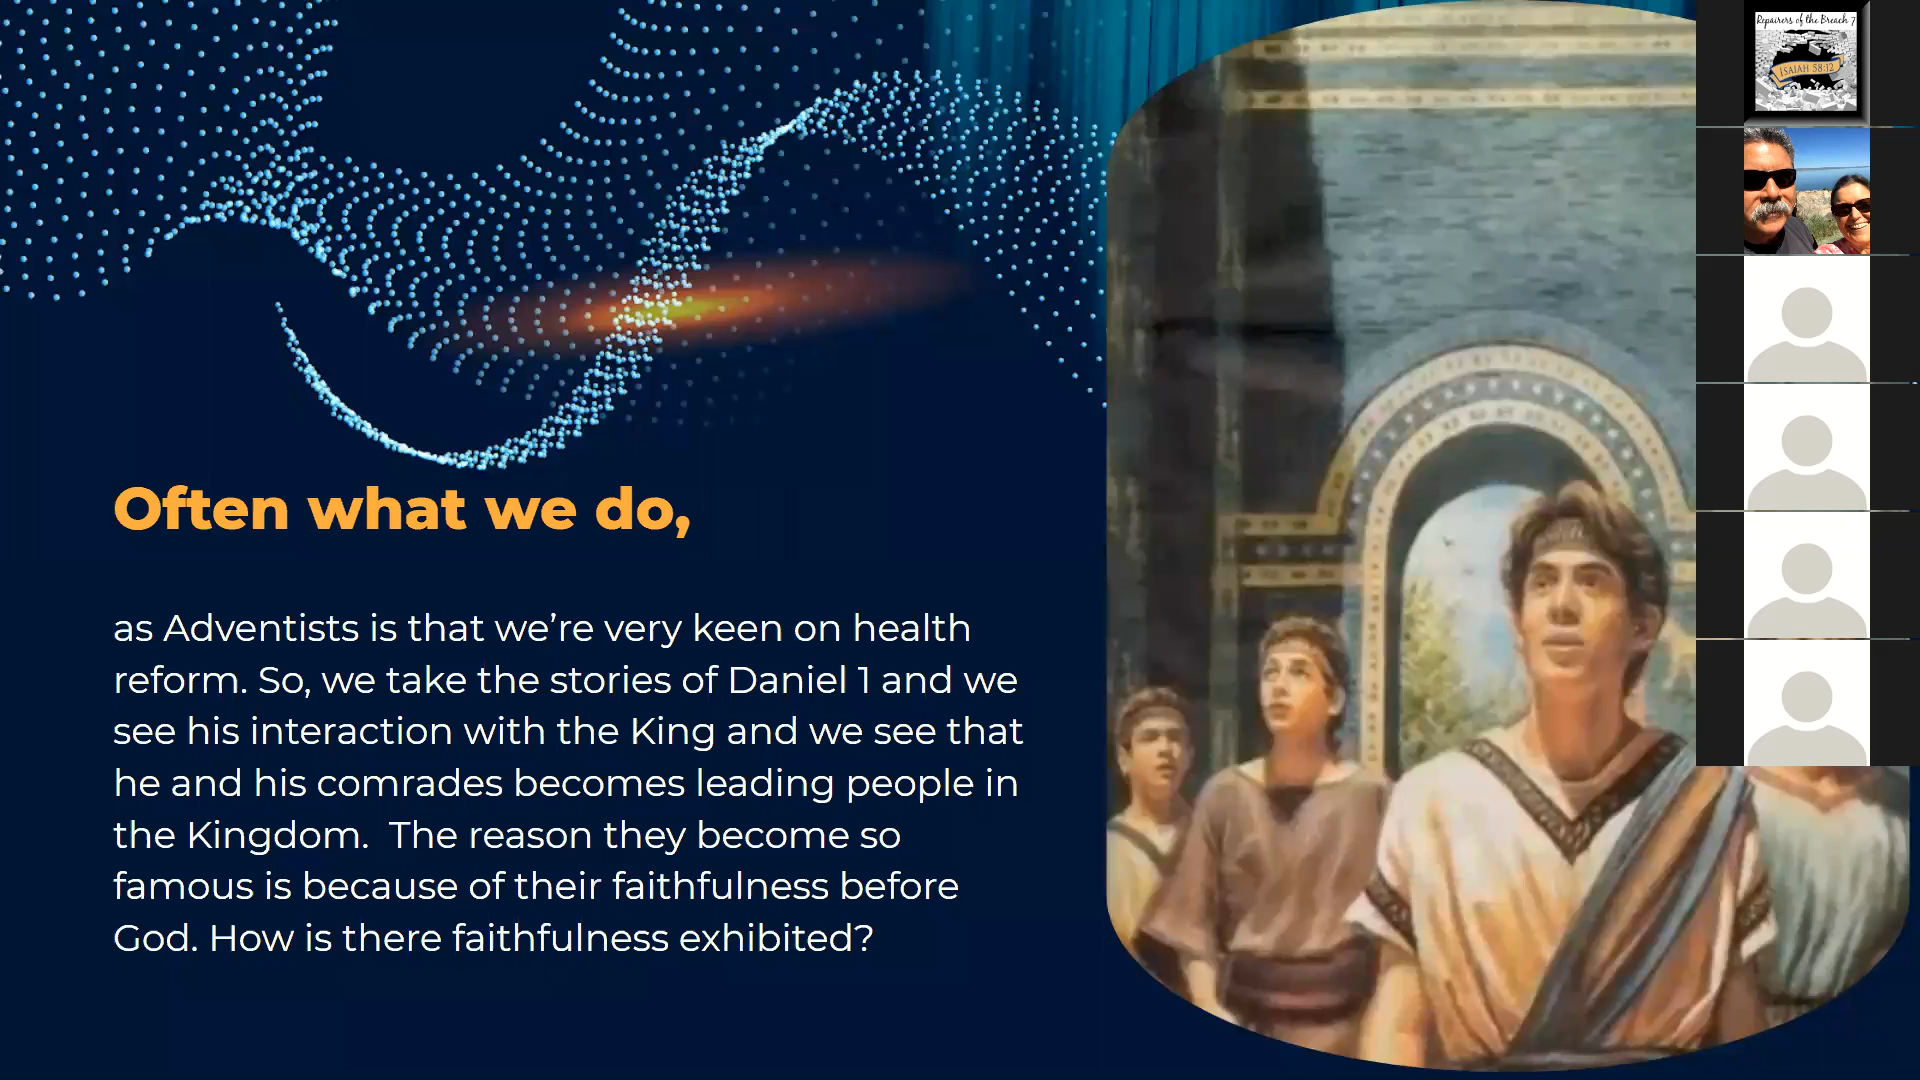 Often what we do,
as Adventists is that we’re very keen on health
reform. So, we take the stories of Daniel 1 and we
see his interaction with the King and we see that
he and his comrades becomes leading people in
the Kingdom.  The reason they become so
famous is because of their faithfulness before
God. How is there faithfulness exhibited?
Repairers of the Breach 7
ISAIAH 58:12